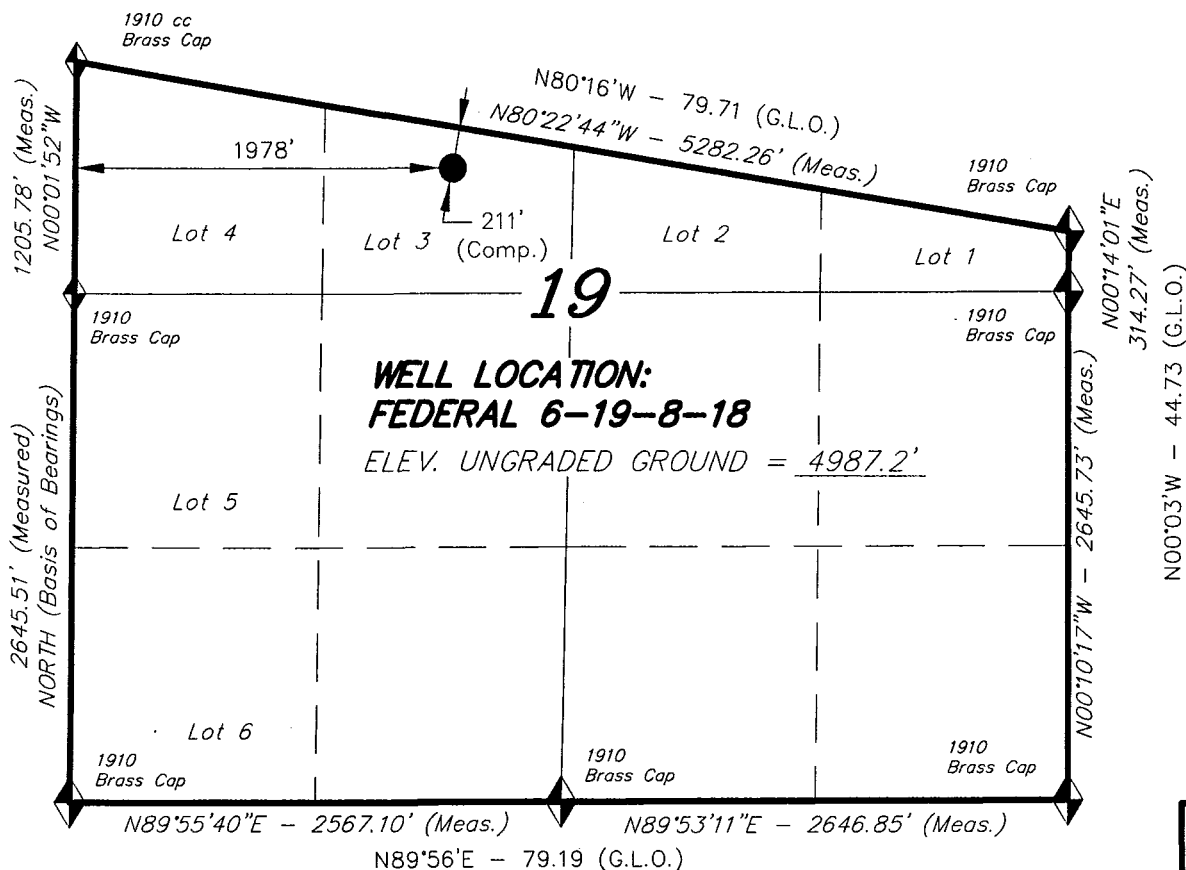 1910 cc
Brass Cap
N80°16'W – 79.71 (G.L.O.)
N80°22'44"W – 5282.26' (Meas.)
1910
Brass Cap
1205.78' (Meas.)
N00°01'52"W
1978'
211'
(Comp.)
Lot 4
Lot 3
Lot 2
Lot 1
N00°14'01"E
314.27' (Meas.)
N00°03'W – 44.73 (G.L.O.)
19
1910
Brass Cap
1910
Brass Cap
WELL LOCATION:
FEDERAL 6–19–8–18
ELEV. UNGRADED GROUND = 4987.2'
2645.51' (Measured)
NORTH (Basis of Bearings)
N00°10'17"W – 2645.73' (Meas.)
Lot 5
Lot 6
1910
Brass Cap
1910
Brass Cap
1910
Brass Cap
N89°55'40"E – 2567.10' (Meas.)
N89°53'11"E – 2646.85' (Meas.)
N89°56'E – 79.19 (G.L.O.)